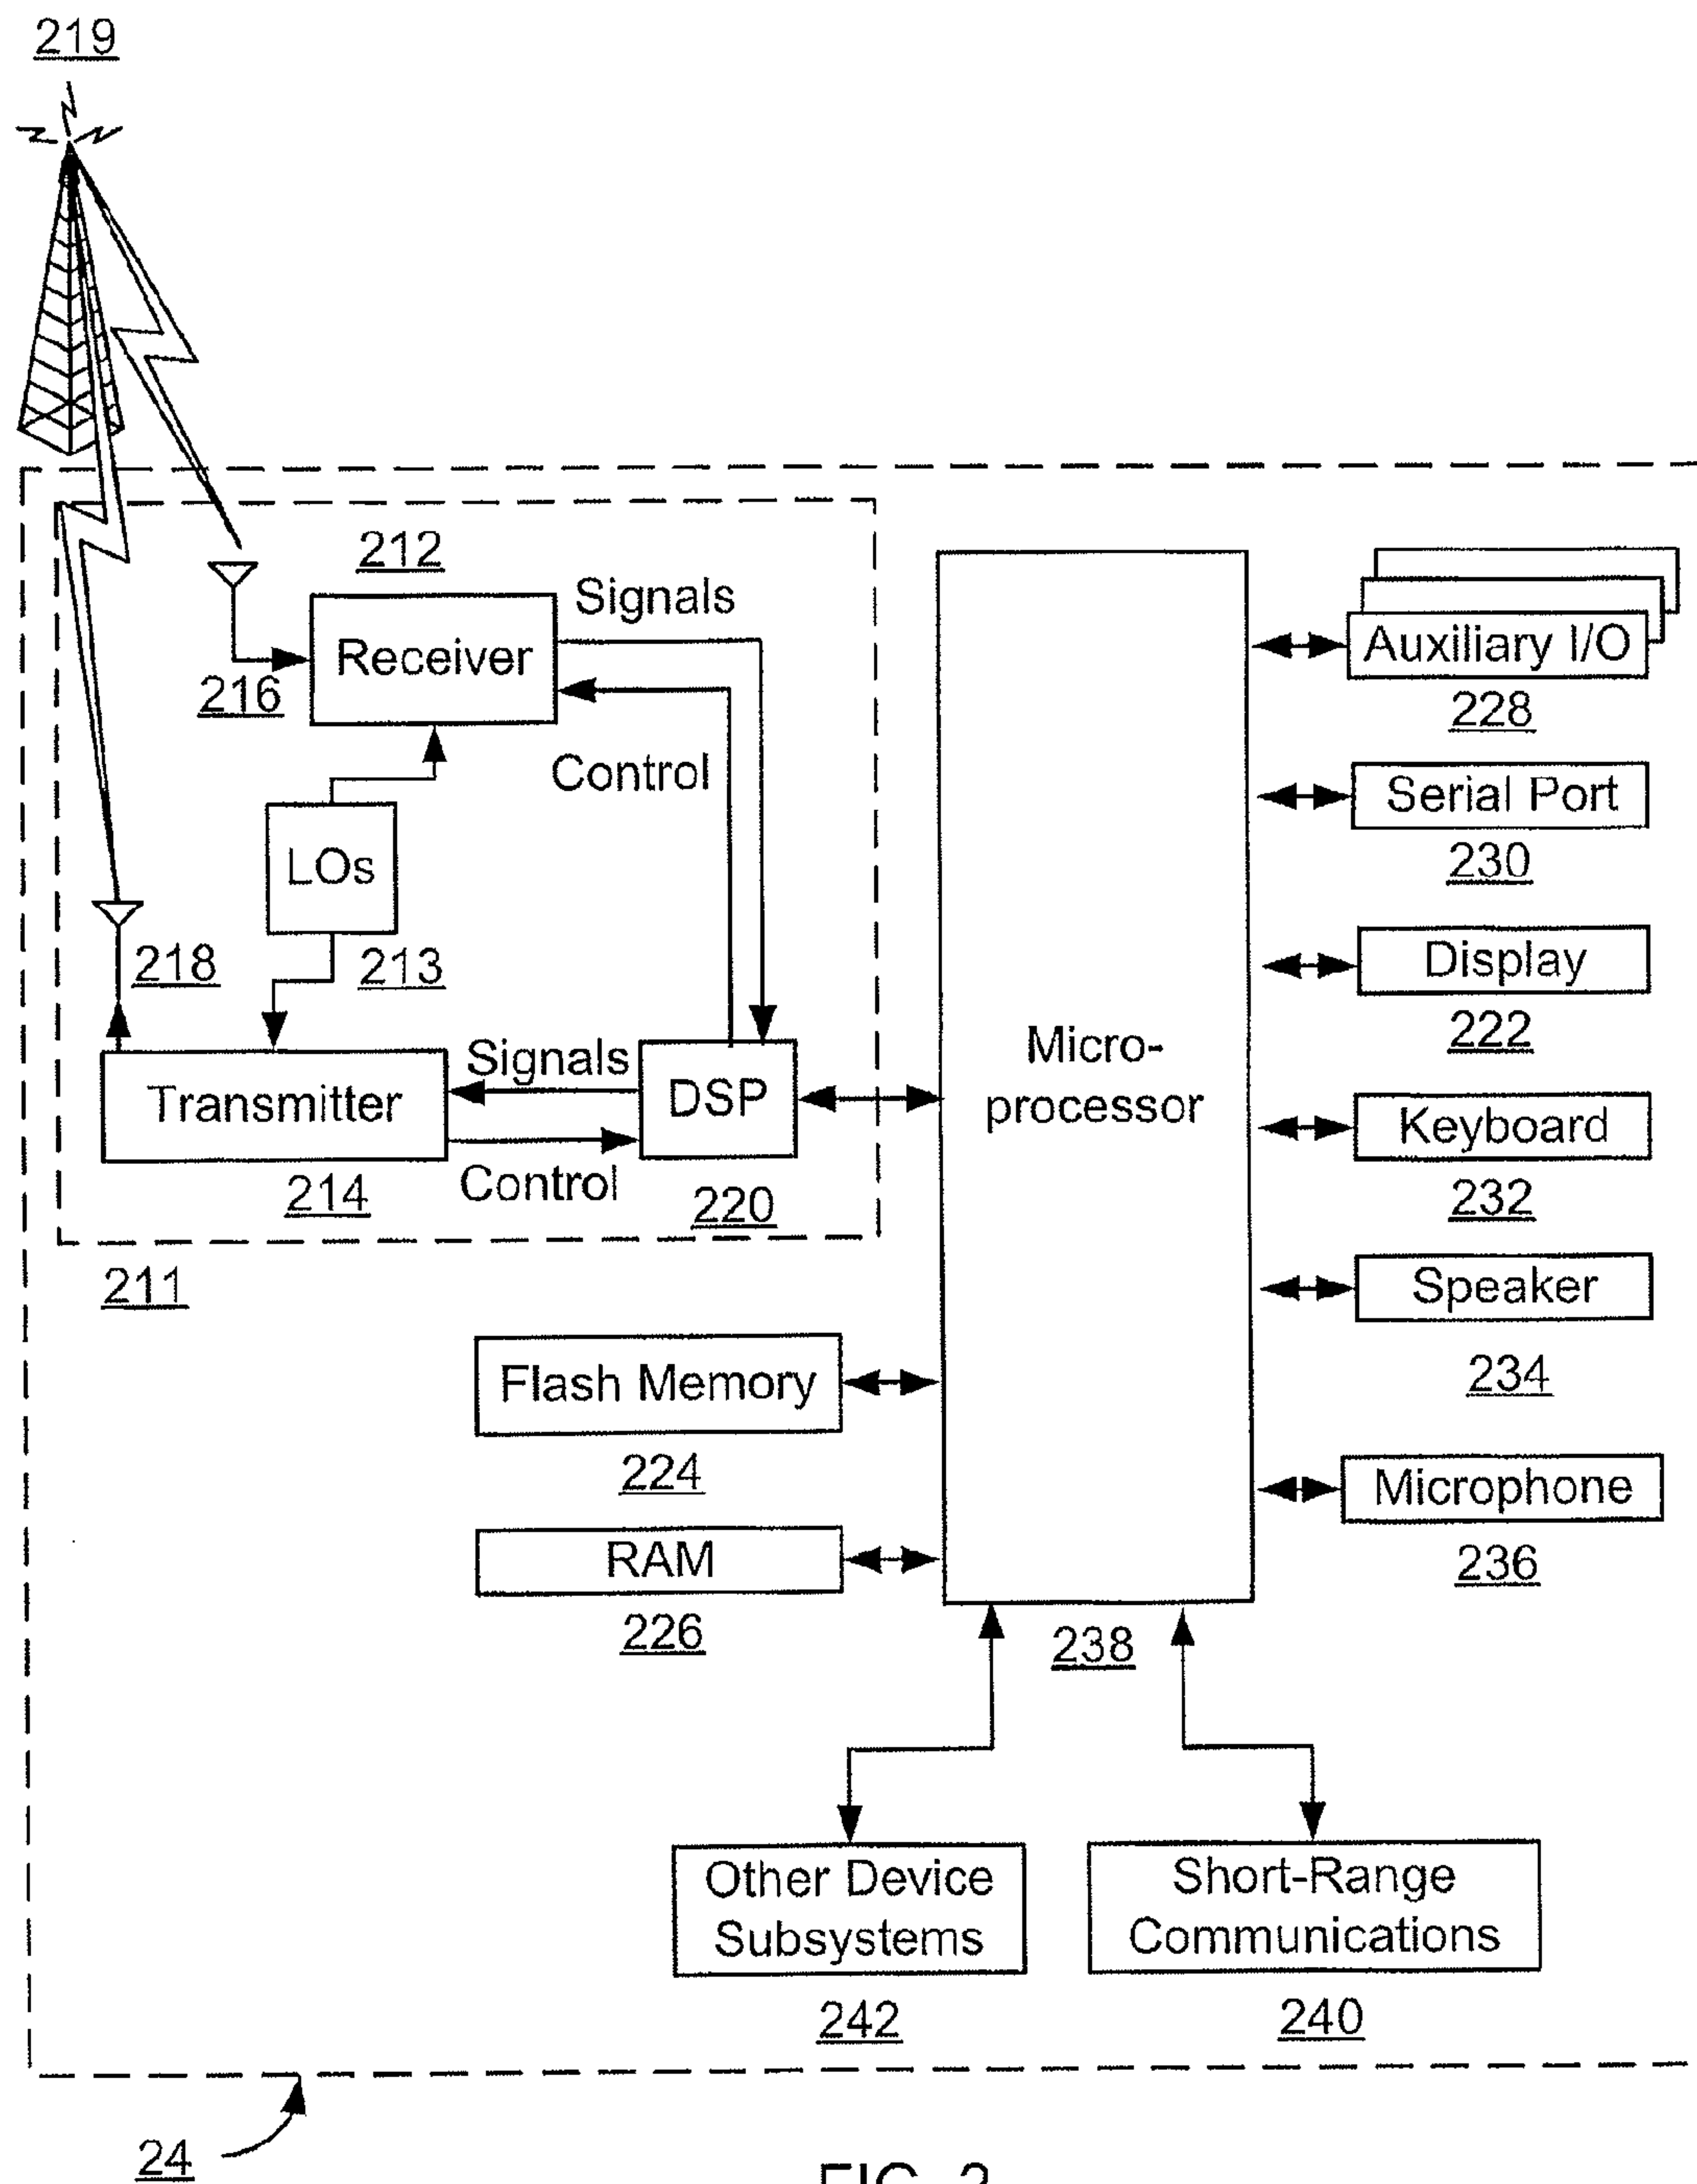 219
212
Signals
Receiver
216
Control
LOs
218
213
Signals
Transmitter
DSP
Control
214
220
211
Micro-
processor
238
Auxiliary I/O
228
Serial Port
230
Display
222
Keyboard
232
Speaker
234
Microphone
236
Flash Memory
224
RAM
226
Other Device
Subsystems
242
Short-Range
Communications
240
24